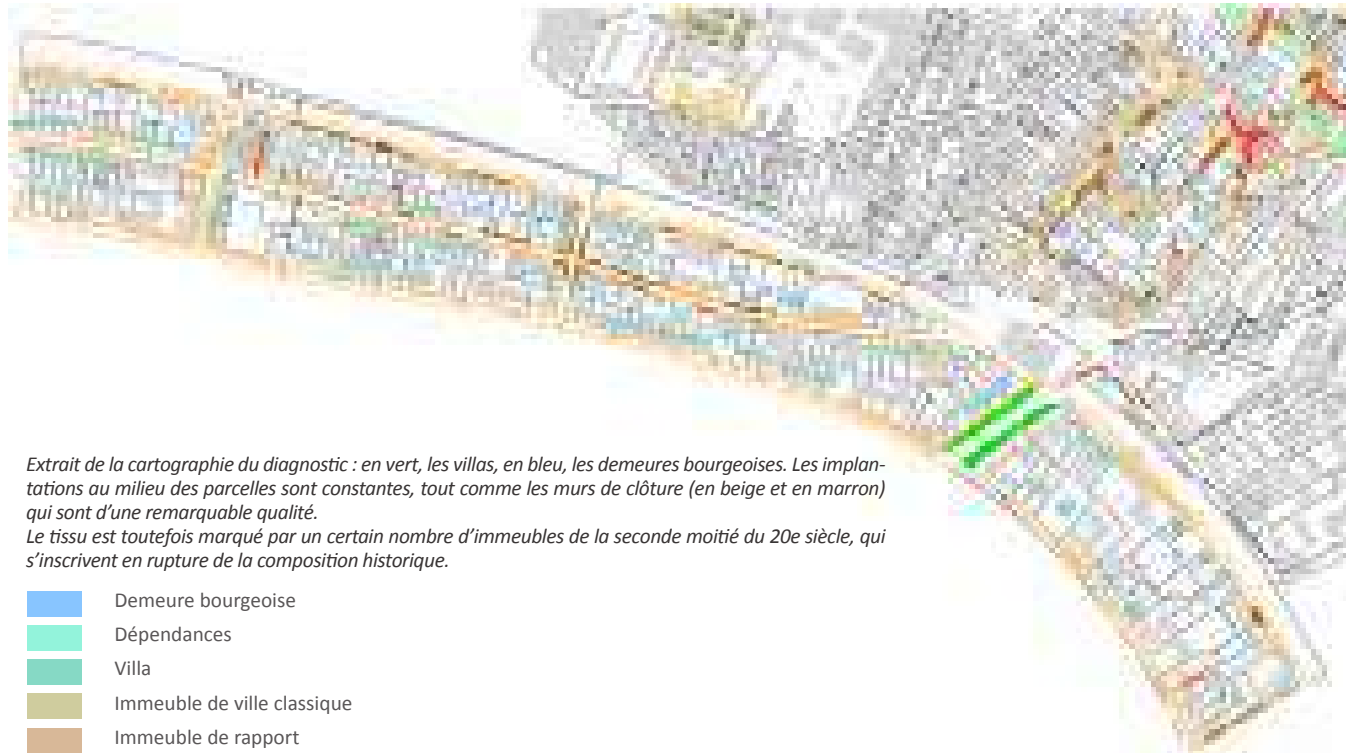 Extrait de la cartographie du diagnostic : en vert, les villas, en bleu, les demeures bourgeoises. Les implan-
tations au milieu des parcelles sont constantes, tout comme les murs de clôture (en beige et en marron)
qui sont d'une remarquable qualité.
Le tissu est toutefois marqué par un certain nombre d'immeubles de la seconde moitié du 20e siècle, qui
s'inscrivent en rupture de la composition historique.
Demeure bourgeoise
Dépendances
Villa
Immeuble de ville classique
Immeuble de rapport